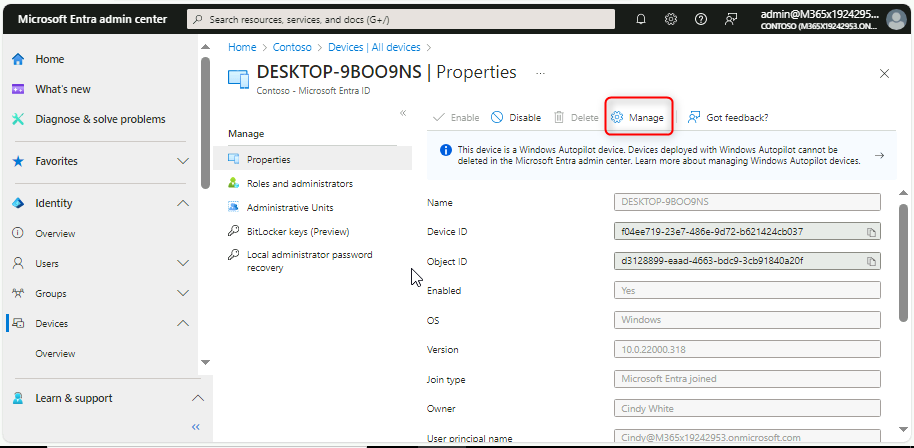 Microsoft Entra admin center
Search resources, services, and docs (G+/)
admin@M365x1924295...
CONTOSO (M365X19242953.ON...
Home
What's new
Diagnose & solve problems
Favorites
Identity
Overview
Users
Groups
Devices
Overview
Learn & support
Home > Contoso > Devices | All devices >
DESKTOP-9BOO9NS | Properties ...
Contoso - Microsoft Entra ID
Manage
Properties
Roles and administrators
Administrative Units
BitLocker keys (Preview)
Local administrator password
recovery
Enable Disable Delete Manage Got feedback?
This device is a Windows Autopilot device. Devices deployed with Windows Autopilot cannot be
deleted in the Microsoft Entra admin center. Learn more about managing Windows Autopilot devices.
Name DESKTOP-9BOO9NS
Device ID f04ee719-23e7-486e-9d72-b621424cb037
Object ID d3128899-eaad-4663-bdc9-3cb91840a20f
Enabled Yes
OS Windows
Version 10.0.22000.318
Join type Microsoft Entra joined
Owner Cindy White
User principal name Cindy@M365x19242953.onmicrosoft.com